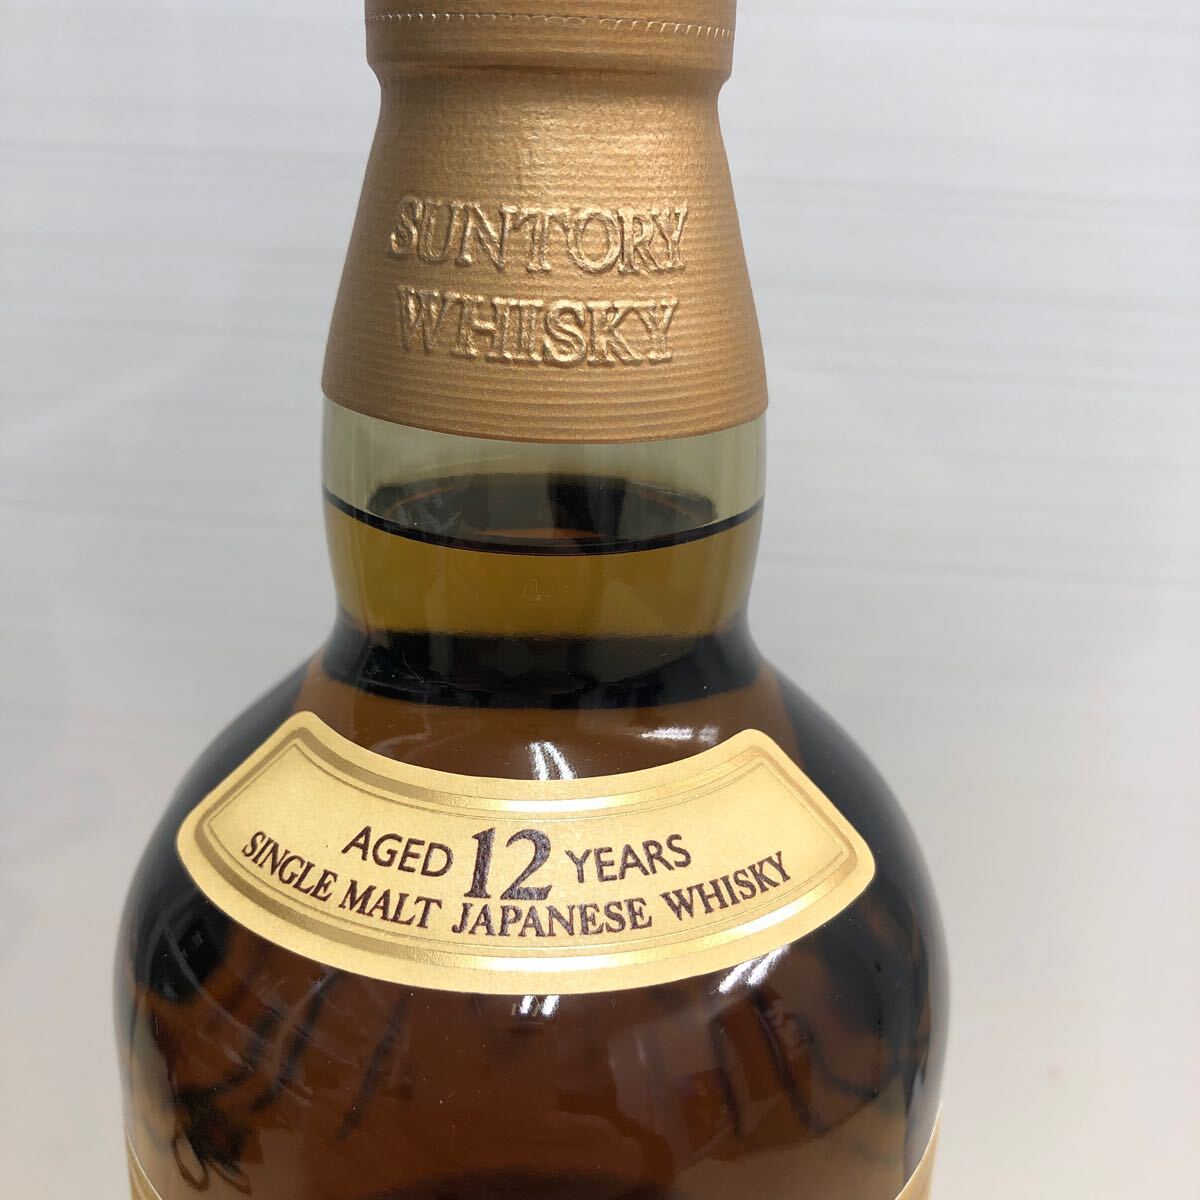 SUNTORY
WHISKY
AGED 12 YEARS
SINGLE MALT JAPANESE WHISKY